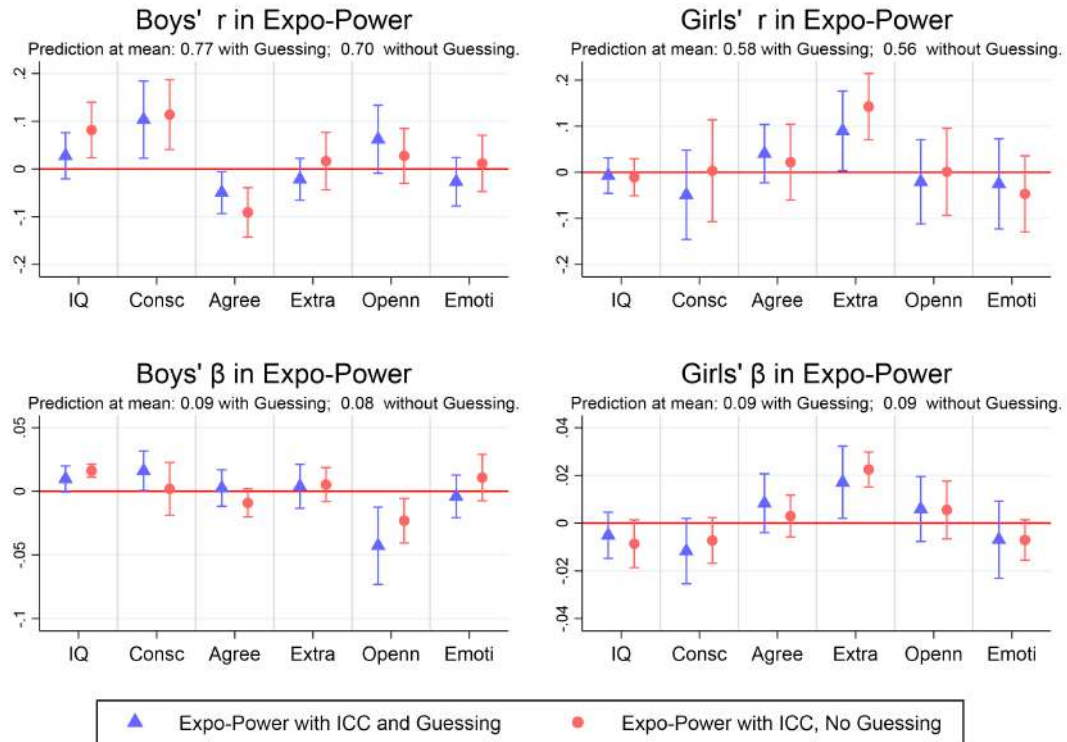 Boys' r in Expo-Power
Prediction at mean: 0.77 with Guessing; 0.70 without Guessing.
.2
.1
0
-.1
-.2
IQ Consc Agree Extra Openn Emoti
Girls' r in Expo-Power
Prediction at mean: 0.58 with Guessing; 0.56 without Guessing.
.2
.1
0
-.1
-.2
IQ Consc Agree Extra Openn Emoti
Boys' β in Expo-Power
Prediction at mean: 0.09 with Guessing; 0.08 without Guessing.
.05
0
-.05
-.1
IQ Consc Agree Extra Openn Emoti
Girls' β in Expo-Power
Prediction at mean: 0.09 with Guessing; 0.09 without Guessing.
.04
.02
0
-.02
-.04
IQ Consc Agree Extra Openn Emoti
Expo-Power with ICC and Guessing
Expo-Power with ICC, No Guessing